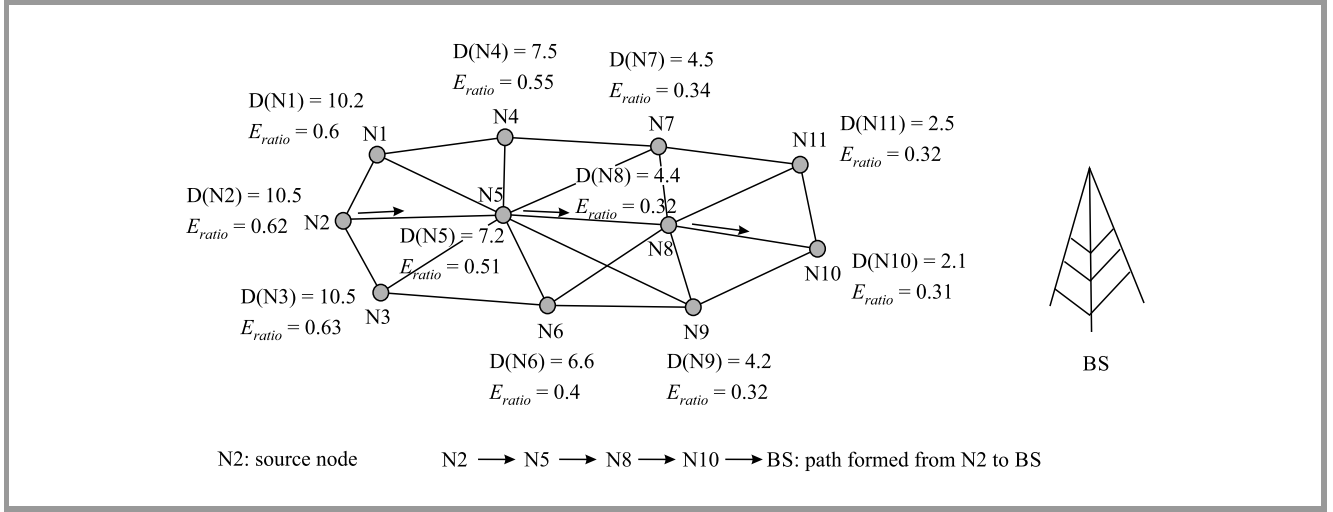 D(N4) = 7.5
E_ratio = 0.55
D(N7) = 4.5
E_ratio = 0.34
D(N1) = 10.2
E_ratio = 0.6
N1
N4
N7
N11
D(N11) = 2.5
E_ratio = 0.32
D(N2) = 10.5
E_ratio = 0.62
N2
N5
D(N5) = 7.2
E_ratio = 0.51
D(N8) = 4.4
E_ratio = 0.32
N8
N10
D(N10) = 2.1
E_ratio = 0.31
D(N3) = 10.5
E_ratio = 0.63
N3
N6
D(N6) = 6.6
E_ratio = 0.4
N9
D(N9) = 4.2
E_ratio = 0.32
BS
N2: source node
N2 → N5 → N8 → N10 → BS: path formed from N2 to BS